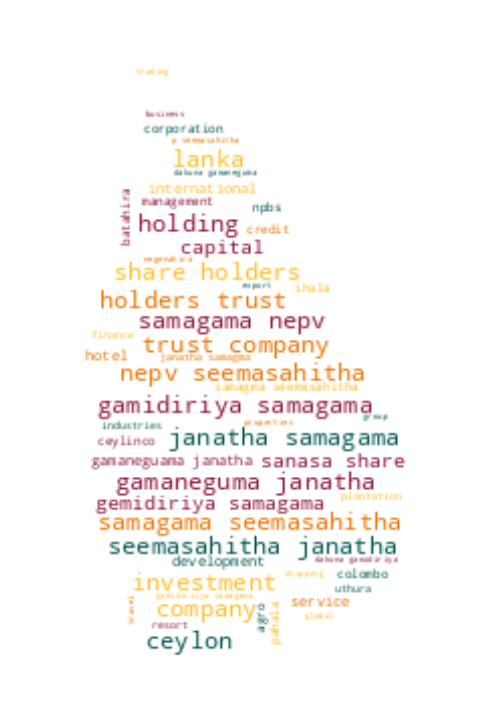 trading
business
corporation
p seemasahitha
lanka
dakuna gamaneguma
international
management
batahira
npbs
holding
credit
capital
negenahira
share holders
export
ihala
holders trust
samagama nepv
finance
trust company
hotel
janatha samagma
nepv seemasahitha
samagma seemasahitha
gamidiriya samagama
group
properties
industries
janatha samagama
ceylinco
gamaneguama janatha
sanasa share
gamaneguma janatha
plantation
gemidiriya samagama
samagama seemasahitha
seemasahitha janatha
dakuna gamidiriya
development
shipping
colombo
investment
uthura
gamidiriya samagama
travel
company
agro
pahala
service
global
resort
ceylon